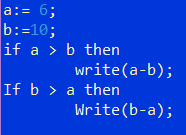 a:= 6;
b:=10;
if a > b then
        write(a-b);
If b > a then
        Write(b-a);